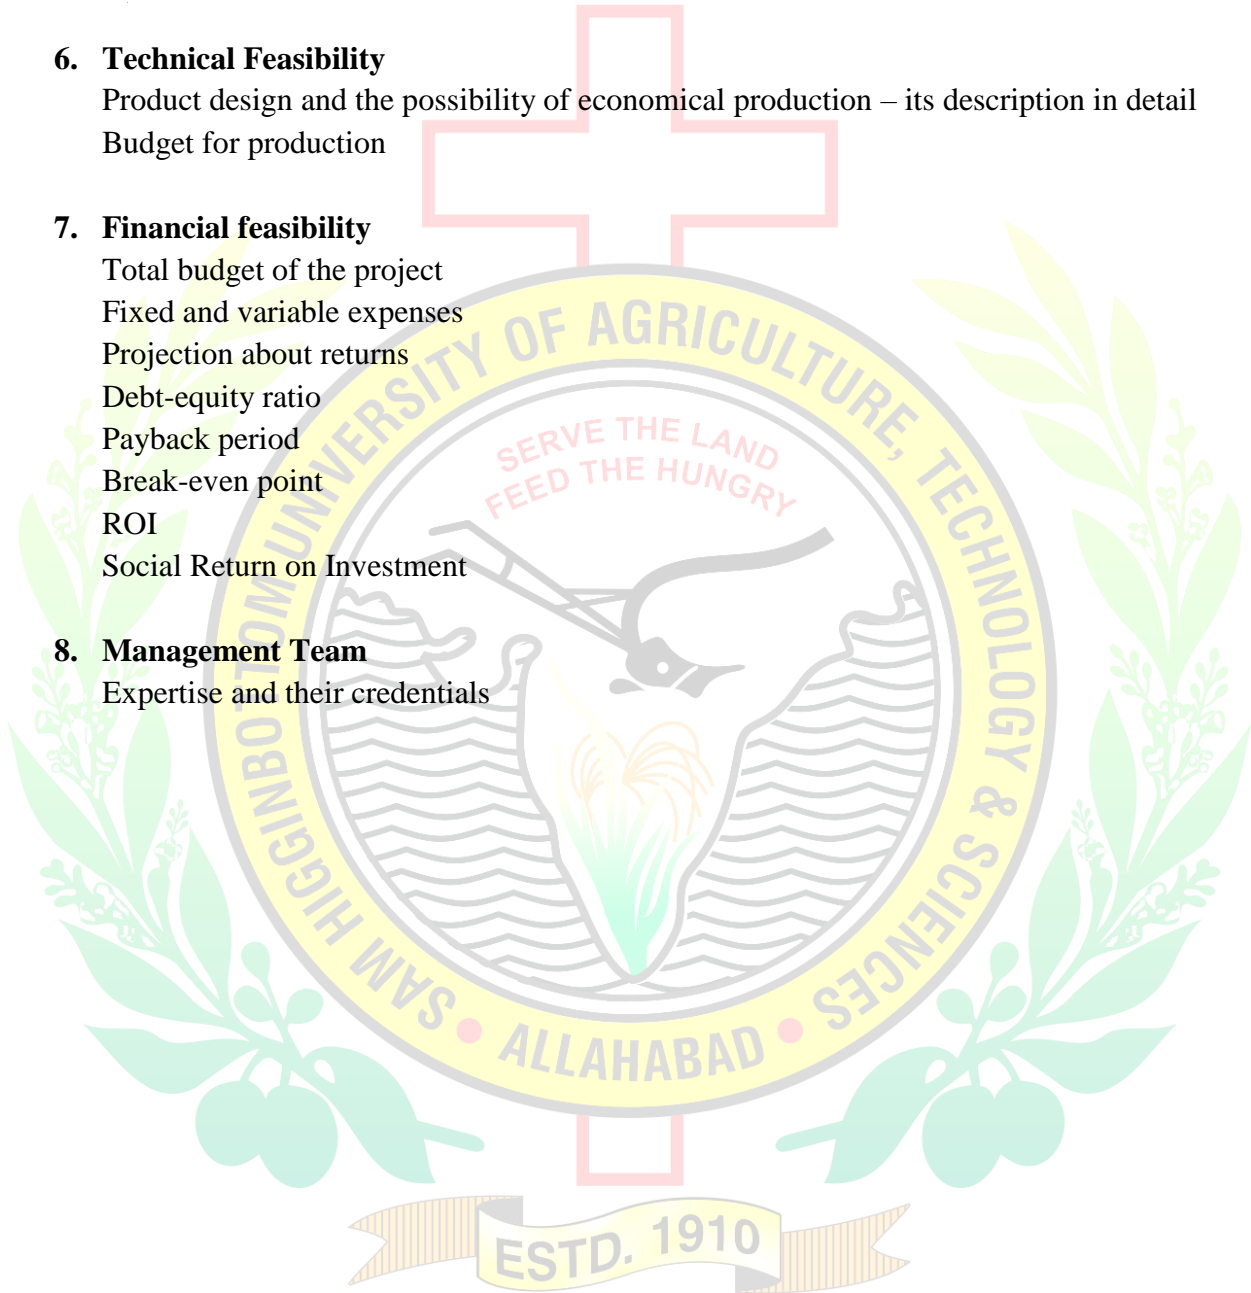 6. Technical Feasibility
Product design and the possibility of economical production – its description in detail
Budget for production
7. Financial feasibility
Total budget of the project
Fixed and variable expenses
Projection about returns
Debt-equity ratio
Payback period
Break-even point
ROI
Social Return on Investment
8. Management Team
Expertise and their credentials
SAM HIGGINBOTTOM UNIVERSITY OF AGRICULTURE, TECHNOLOGY & SCIENCES
SERVE THE LAND
FEED THE HUNGRY
ALLAHABAD
ESTD. 1910